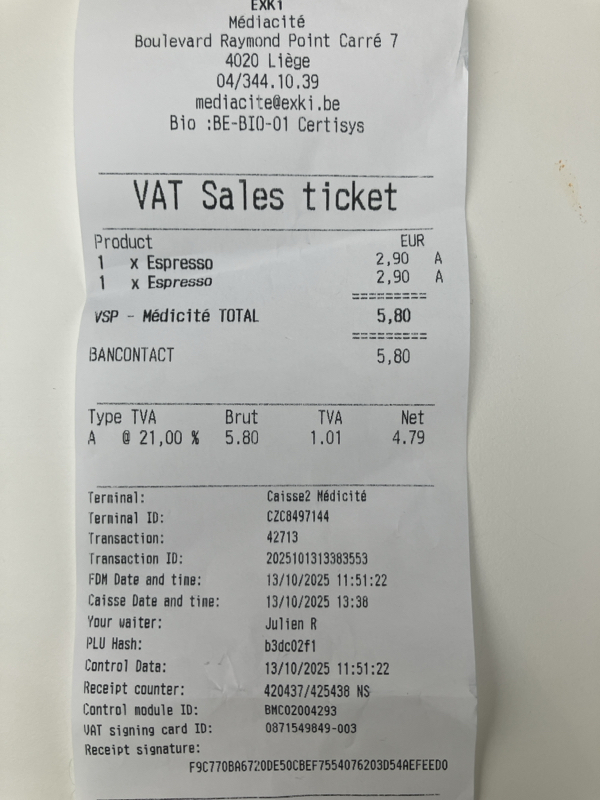 EXKi
Médiacité
Boulevard Raymond Point Carré 7
4020 Liège
04/344.10.39
mediacite@exki.be
Bio :BE-BIO-01 Certisys
VAT Sales ticket
Product EUR
1 x Espresso 2,90 A
1 x Espresso 2,90 A
=========
VSP - Médicité TOTAL 5,80
=========
BANCONTACT 5,80
Type TVA Brut TVA Net
A @ 21,00 % 5.80 1.01 4.79
Terminal: Caisse2 Médicité
Terminal ID: CZC8497144
Transaction: 42713
Transaction ID: 2025101313383553
FDM Date and time: 13/10/2025 11:51:22
Caisse Date and time: 13/10/2025 13:38
Your waiter: Julien R
PLU Hash: b3dc02f1
Control Data: 13/10/2025 11:51:22
Receipt counter: 420437/425438 NS
Control module ID: BMC02004293
VAT signing card ID: 0871549849-003
Receipt signature:
F9C770BA6720DE50CBEF7554076203D54AEFEED0